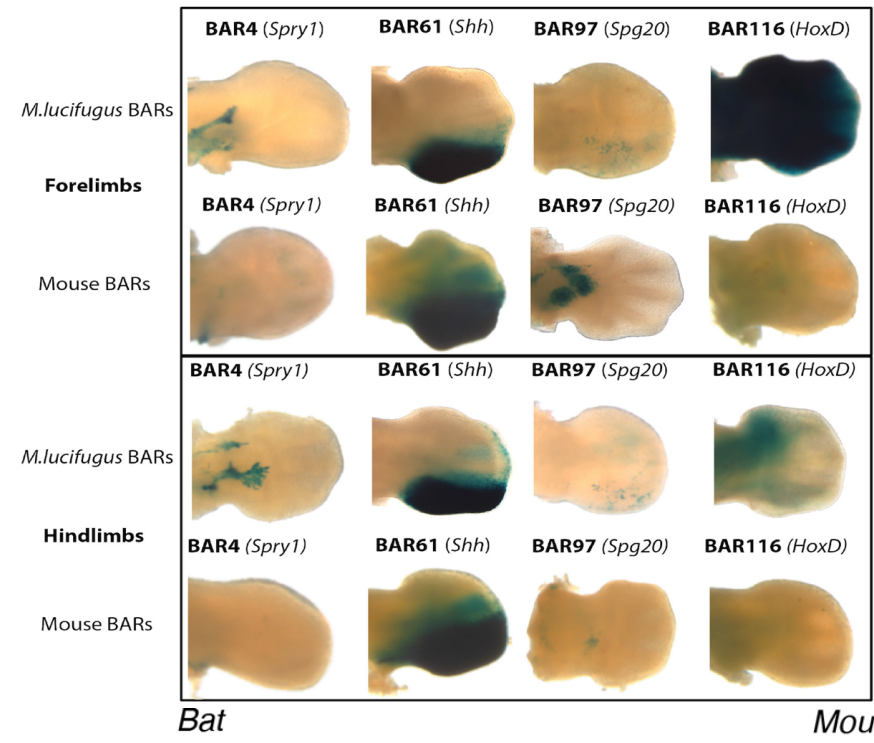 BAR4 (Spry1) BAR61 (Shh) BAR97 (Spg20) BAR116 (HoxD)
M.lucifugus BARs
Forelimbs
BAR4 (Spry1) BAR61 (Shh) BAR97 (Spg20) BAR116 (HoxD)
Mouse BARs
BAR4 (Spry1) BAR61 (Shh) BAR97 (Spg20) BAR116 (HoxD)
M.lucifugus BARs
Hindlimbs
BAR4 (Spry1) BAR61 (Shh) BAR97 (Spg20) BAR116 (HoxD)
Mouse BARs
Bat Mou